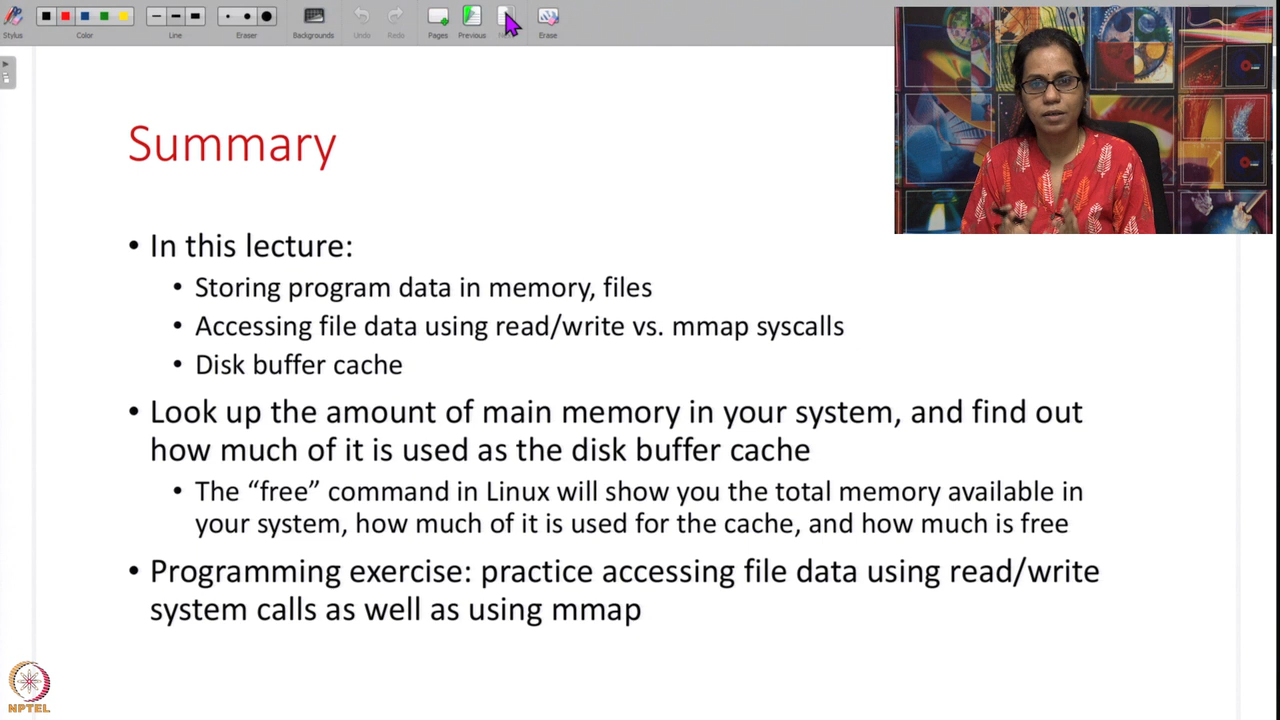 Stylus
Color
Line
Eraser
Backgrounds
Undo
Redo
Pages
Previous
Erase
Summary
• In this lecture:
• Storing program data in memory, files
• Accessing file data using read/write vs. mmap syscalls
• Disk buffer cache
• Look up the amount of main memory in your system, and find out
how much of it is used as the disk buffer cache
• The “free” command in Linux will show you the total memory available in
your system, how much of it is used for the cache, and how much is free
• Programming exercise: practice accessing file data using read/write
system calls as well as using mmap
NPTEL